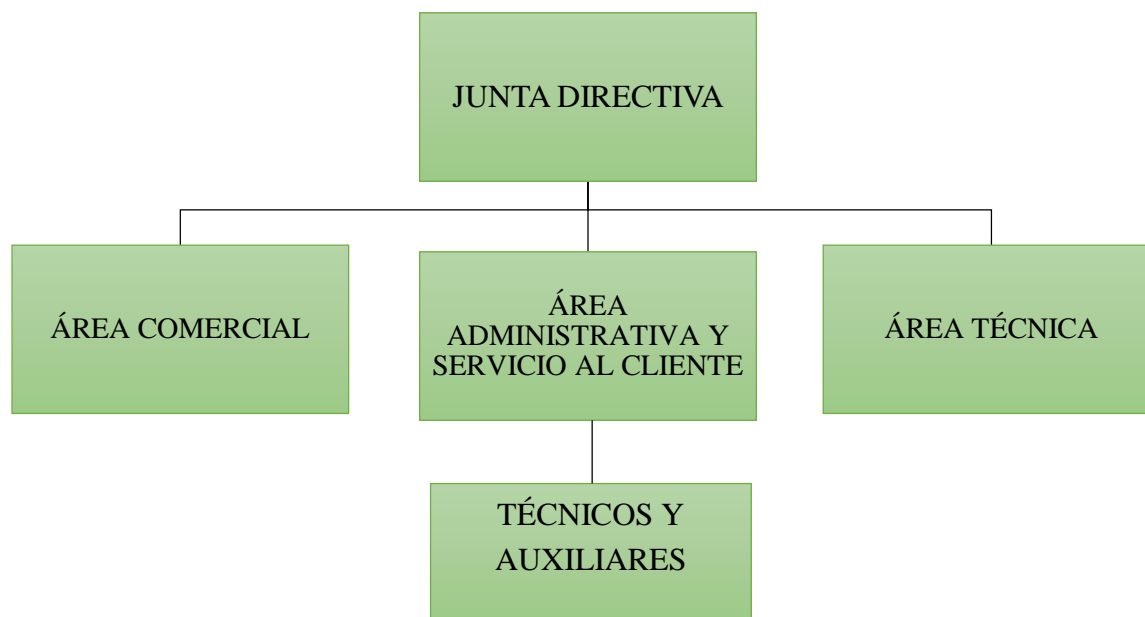 JUNTA DIRECTIVA
ÁREA COMERCIAL
ÁREA
ADMINISTRATIVA Y
SERVICIO AL CLIENTE
ÁREA TÉCNICA
TÉCNICOS Y
AUXILIARES